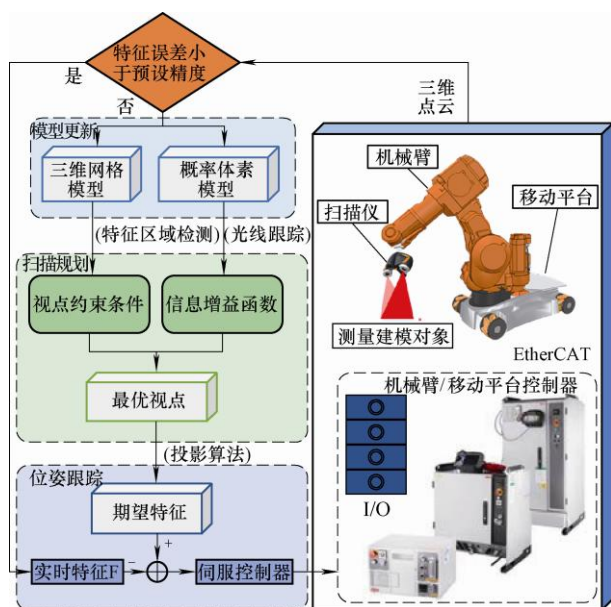 特征误差小
于预设精度
是
否
模型更新
三维网格
模型
概率体素
模型
(特征区域检测)
(光线跟踪)
扫描规划
视点约束条件
信息增益函数
最优视点
(投影算法)
位姿跟踪
期望特征
+
−
实时特征F
伺服控制器
三维
点云
机械臂
扫描仪
移动平台
测量建模对象
EtherCAT
机械臂/移动平台控制器
I/O